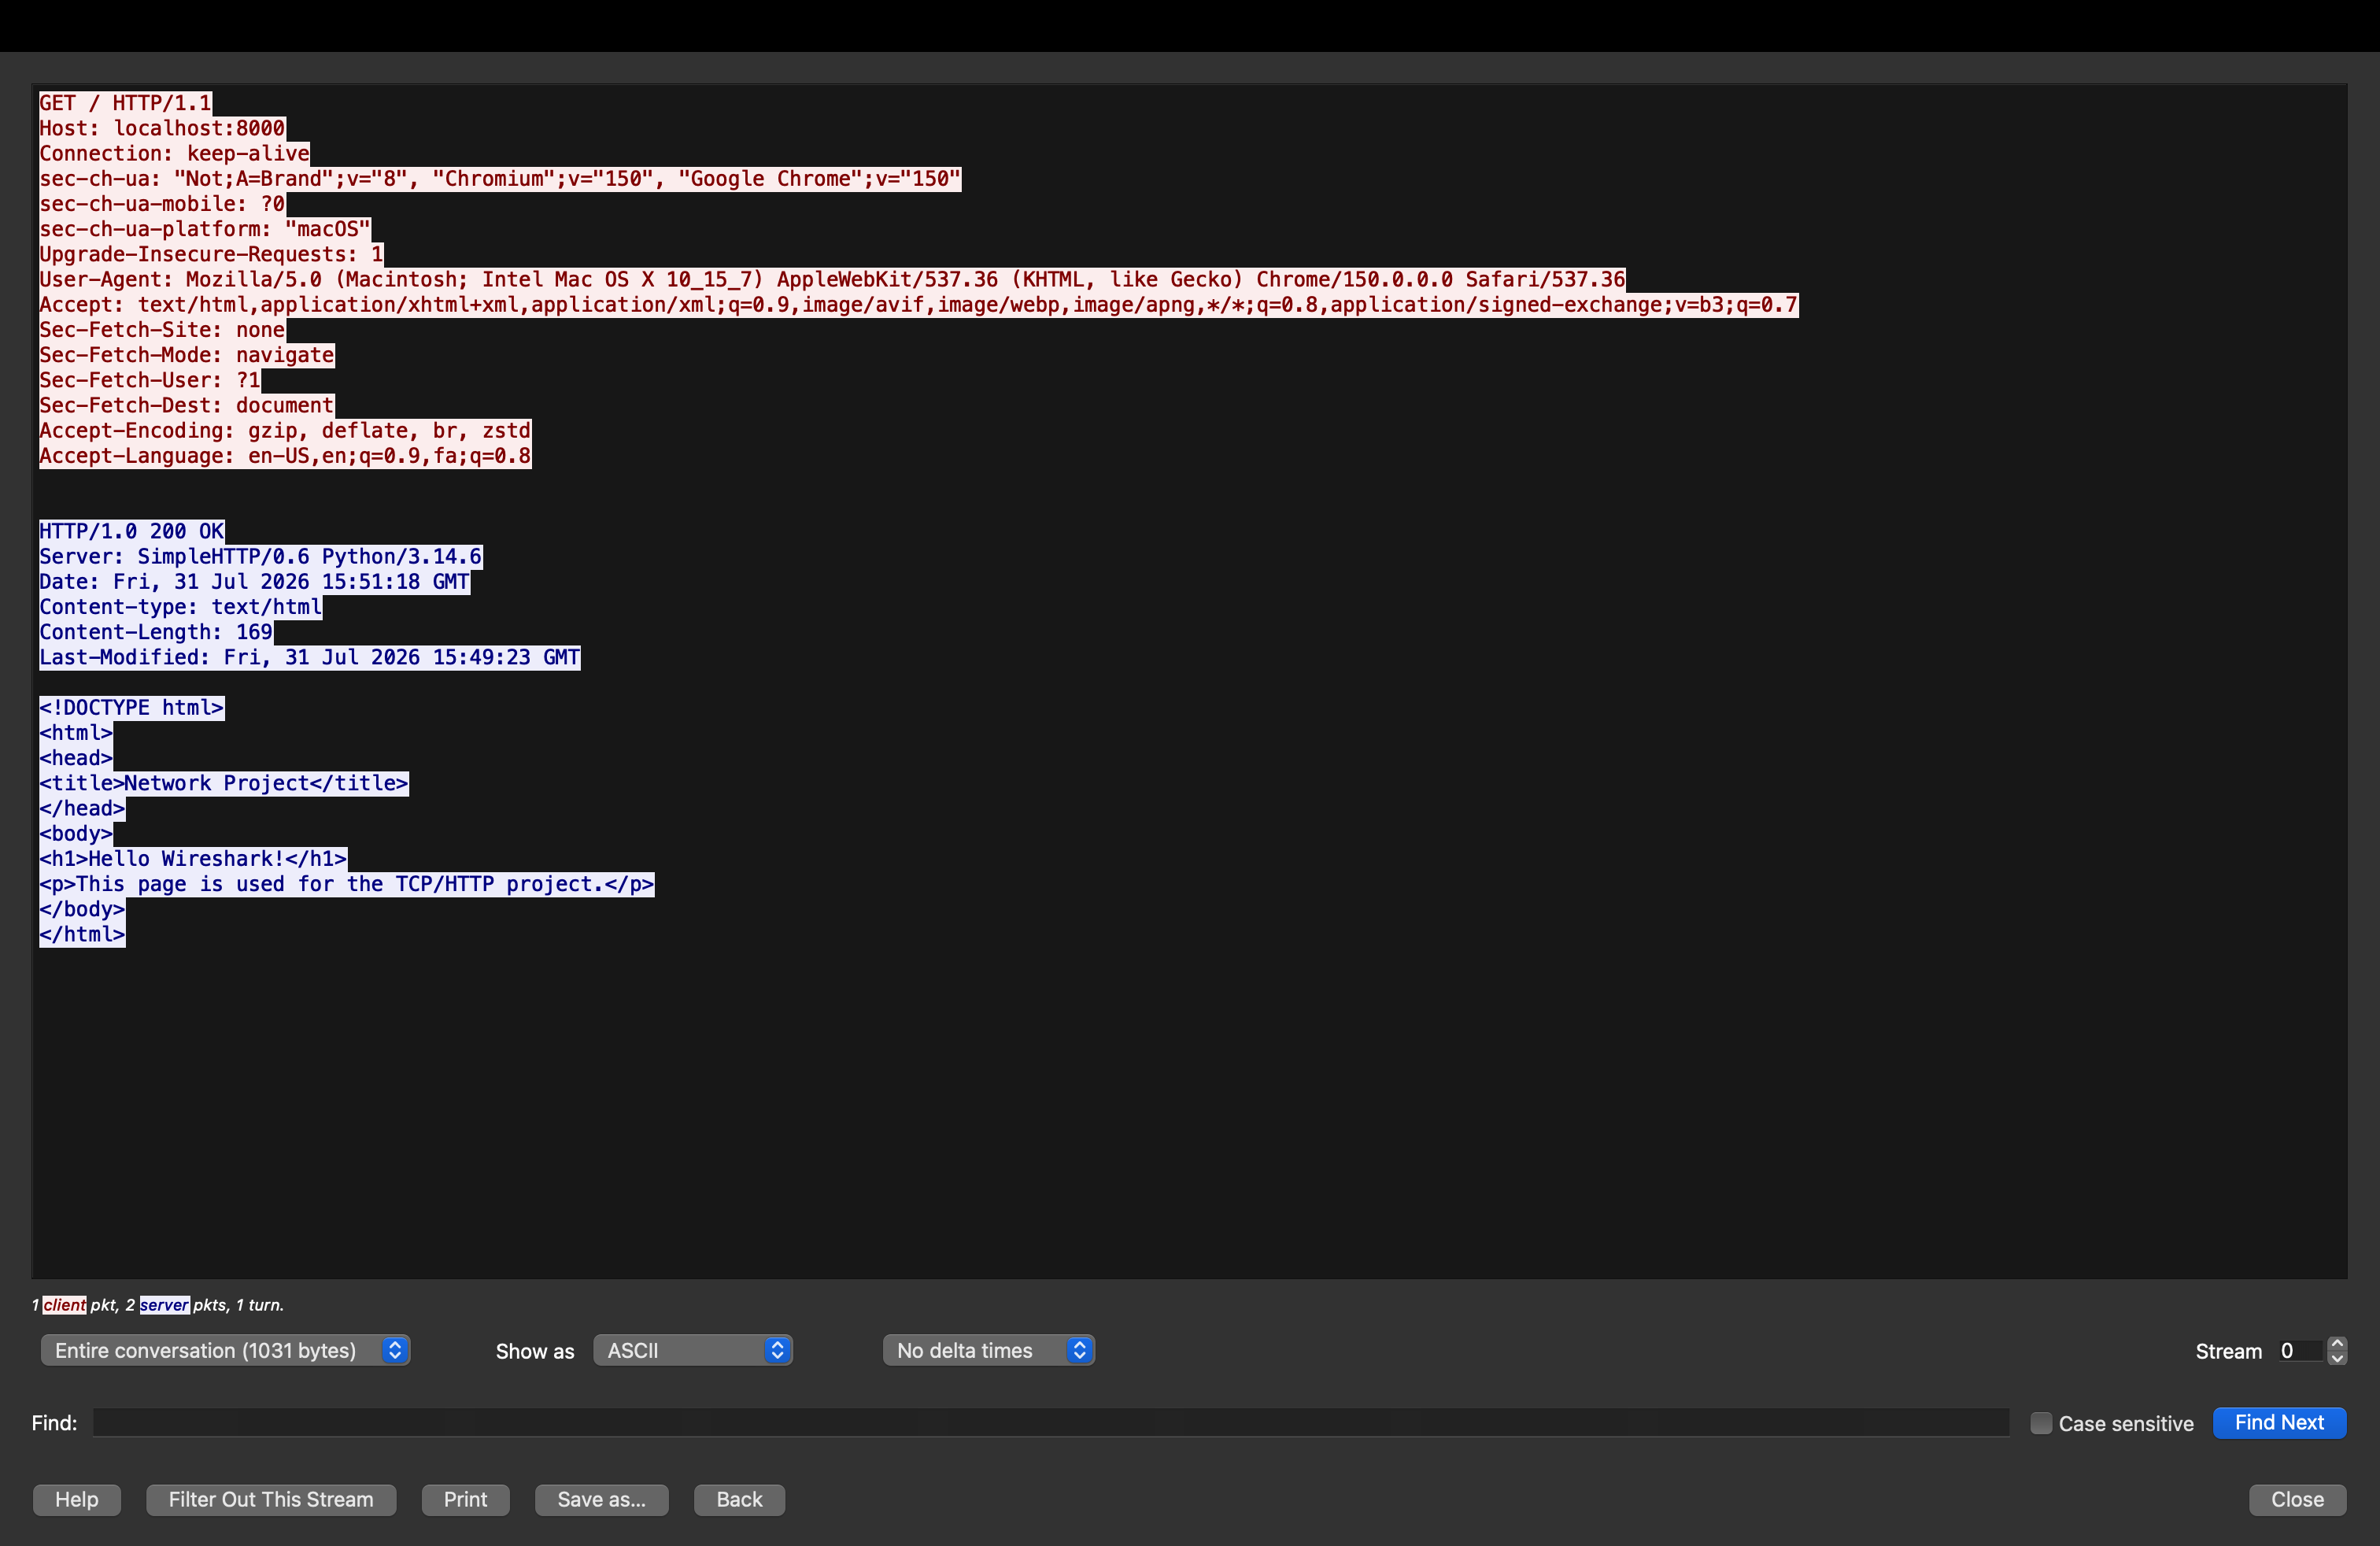 GET / HTTP/1.1
Host: localhost:8000
Connection: keep-alive
sec-ch-ua: "Not;A=Brand";v="8", "Chromium";v="150", "Google Chrome";v="150"
sec-ch-ua-mobile: ?0
sec-ch-ua-platform: "macOS"
Upgrade-Insecure-Requests: 1
User-Agent: Mozilla/5.0 (Macintosh; Intel Mac OS X 10_15_7) AppleWebKit/537.36 (KHTML, like Gecko) Chrome/150.0.0.0 Safari/537.36
Accept: text/html,application/xhtml+xml,application/xml;q=0.9,image/avif,image/webp,image/apng,*/*;q=0.8,application/signed-exchange;v=b3;q=0.7
Sec-Fetch-Site: none
Sec-Fetch-Mode: navigate
Sec-Fetch-User: ?1
Sec-Fetch-Dest: document
Accept-Encoding: gzip, deflate, br, zstd
Accept-Language: en-US,en;q=0.9,fa;q=0.8
HTTP/1.0 200 OK
Server: SimpleHTTP/0.6 Python/3.14.6
Date: Fri, 31 Jul 2026 15:51:18 GMT
Content-type: text/html
Content-Length: 169
Last-Modified: Fri, 31 Jul 2026 15:49:23 GMT
<!DOCTYPE html>
<html>
<head>
<title>Network Project</title>
</head>
<body>
<h1>Hello Wireshark!</h1>
<p>This page is used for the TCP/HTTP project.</p>
</body>
</html>
1 client pkt, 2 server pkts, 1 turn.
Entire conversation (1031 bytes) Show as ASCII No delta times Stream 0
Find: Case sensitive Find Next
Help Filter Out This Stream Print Save as... Back Close